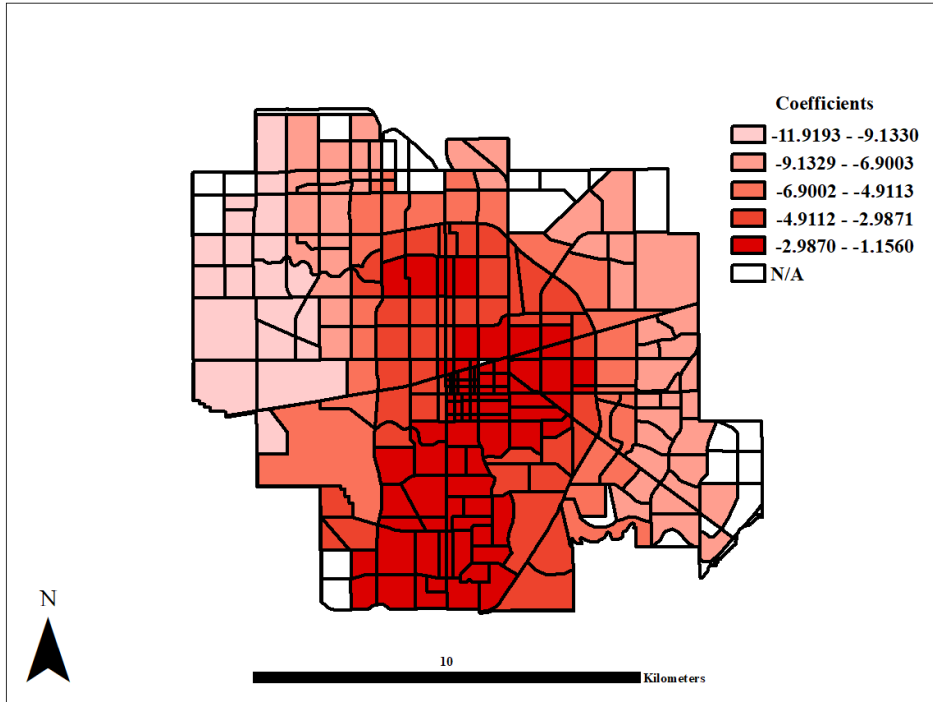 Coefficients
-11.9193 - -9.1330
-9.1329 - -6.9003
-6.9002 - -4.9113
-4.9112 - -2.9871
-2.9870 - -1.1560
N/A
N
10
Kilometers